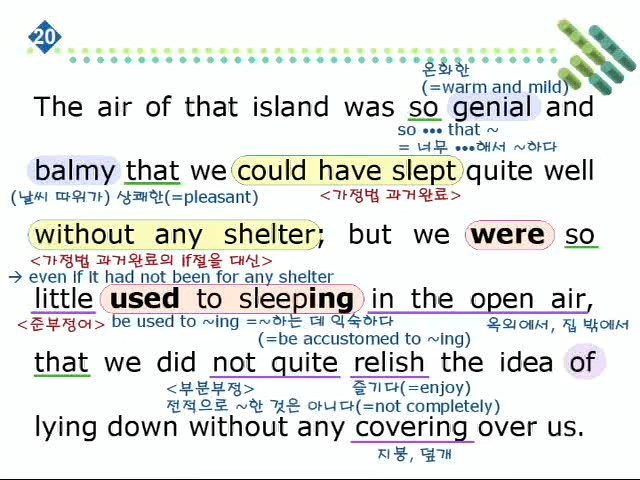 20
온화한
(=warm and mild)
The air of that island was so genial and
so ••• that ~
= 너무 •••해서 ~하다
balmy that we could have slept quite well
(날씨 따위가) 상쾌한(=pleasant)
<가정법 과거완료>
without any shelter; but we were so
<가정법 과거완료의 if절을 대신>
→ even if it had not been for any shelter
little used to sleeping in the open air,
<준부정어> be used to ~ing =~하는 데 익숙하다 옥외에서, 집 밖에서
(=be accustomed to ~ing)
that we did not quite relish the idea of
<부분부정> 즐기다(=enjoy)
전적으로 ~한 것은 아니다(=not completely)
lying down without any covering over us.
지붕, 덮개